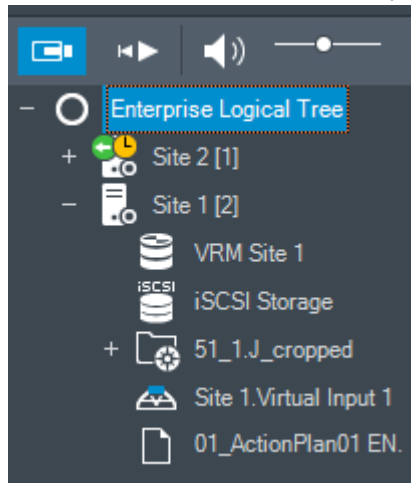 Enterprise Logical Tree
Site 2 [1]
Site 1 [2]
VRM Site 1
iSCSI
iSCSI Storage
51_1.J_cropped
Site 1.Virtual Input 1
01_ActionPlan01 EN.